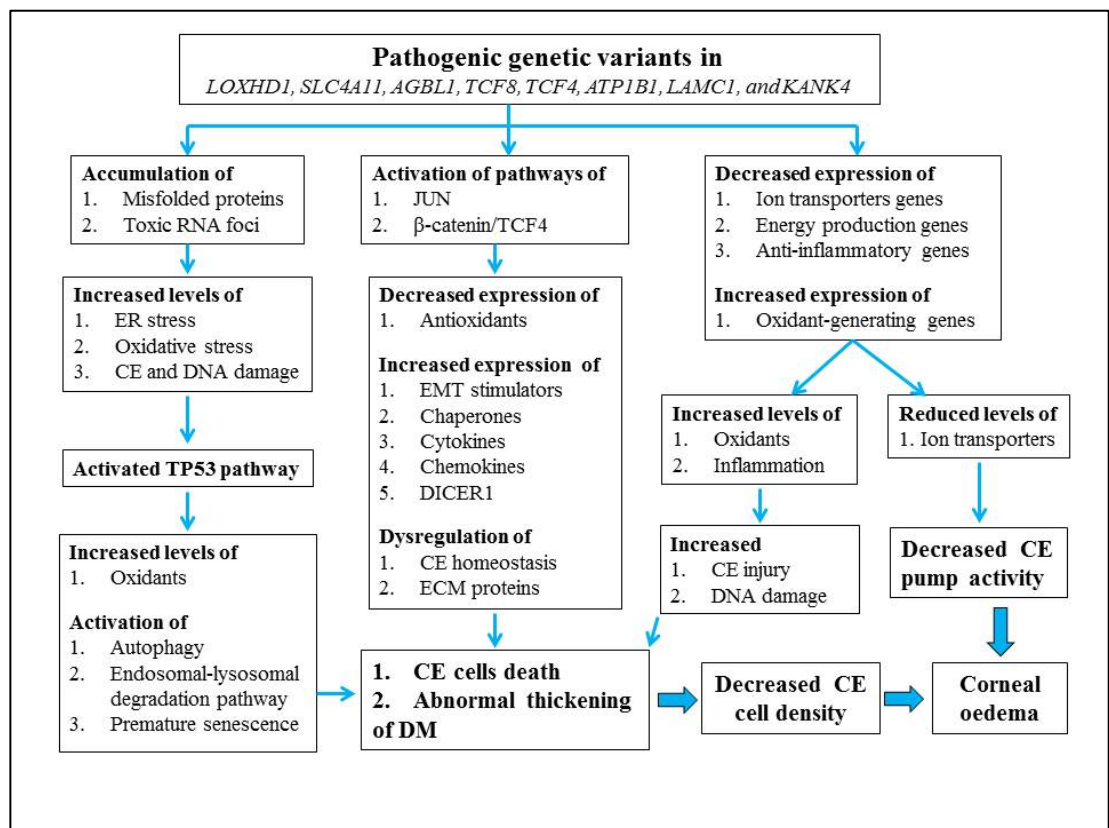 Pathogenic genetic variants in
LOXHD1, SLC4A11, AGBL1, TCF8, TCF4, ATP1B1, LAMC1, and KANK4
Accumulation of
1. Misfolded proteins
2. Toxic RNA foci
Increased levels of
1. ER stress
2. Oxidative stress
3. CE and DNA damage
Activated TP53 pathway
Increased levels of
1. Oxidants
Activation of
1. Autophagy
2. Endosomal-lysosomal
degradation pathway
3. Premature senescence
Activation of pathways of
1. JUN
2. β-catenin/TCF4
Decreased expression of
1. Antioxidants
Increased expression of
1. EMT stimulators
2. Chaperones
3. Cytokines
4. Chemokines
5. DICER1
Dysregulation of
1. CE homeostasis
2. ECM proteins
Decreased expression of
1. Ion transporters genes
2. Energy production genes
3. Anti-inflammatory genes
Increased expression of
1. Oxidant-generating genes
Increased levels of
1. Oxidants
2. Inflammation
Increased
1. CE injury
2. DNA damage
Reduced levels of
1. Ion transporters
Decreased CE
pump activity
1. CE cells death
2. Abnormal thickening
of DM
Decreased CE
cell density
Corneal
oedema